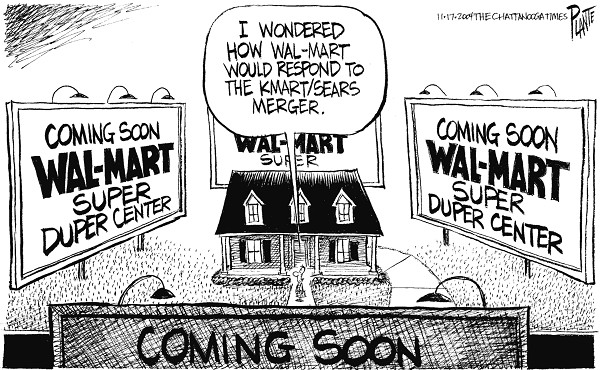 11·17·2004 THE CHATTANOOGA TIMES
PLANTE
I WONDERED
HOW WAL-MART
WOULD RESPOND TO
THE KMART/SEARS
MERGER.
COMING SOON
WAL-MART
SUPER
DUPER CENTER
WAL-MART
SUPER
COMING SOON
WAL-MART
SUPER
DUPER CENTER
COMING SOON